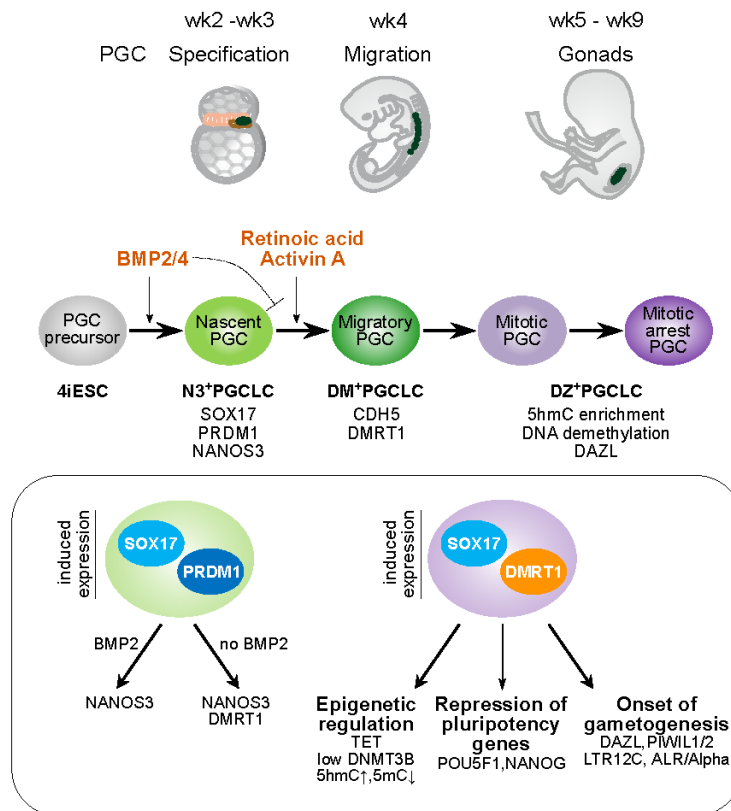 wk2 -wk3
wk4
wk5 - wk9
PGC
Specification
Migration
Gonads
BMP2/4
Retinoic acid
Activin A
PGC
precursor
Nascent
PGC
Migratory
PGC
Mitotic
PGC
Mitotic
arrest
PGC
4iESC
N3⁺PGCLC
SOX17
PRDM1
NANOS3
DM⁺PGCLC
CDH5
DMRT1
DZ⁺PGCLC
5hmC enrichment
DNA demethylation
DAZL
induced
expression
SOX17
PRDM1
BMP2
no BMP2
NANOS3
NANOS3
DMRT1
induced
expression
SOX17
DMRT1
Epigenetic
regulation
TET
low DNMT3B
5hmC↑,5mC↓
Repression of
pluripotency
genes
POU5F1,NANOG
Onset of
gametogenesis
DAZL,PIWIL1/2
LTR12C, ALR/Alpha